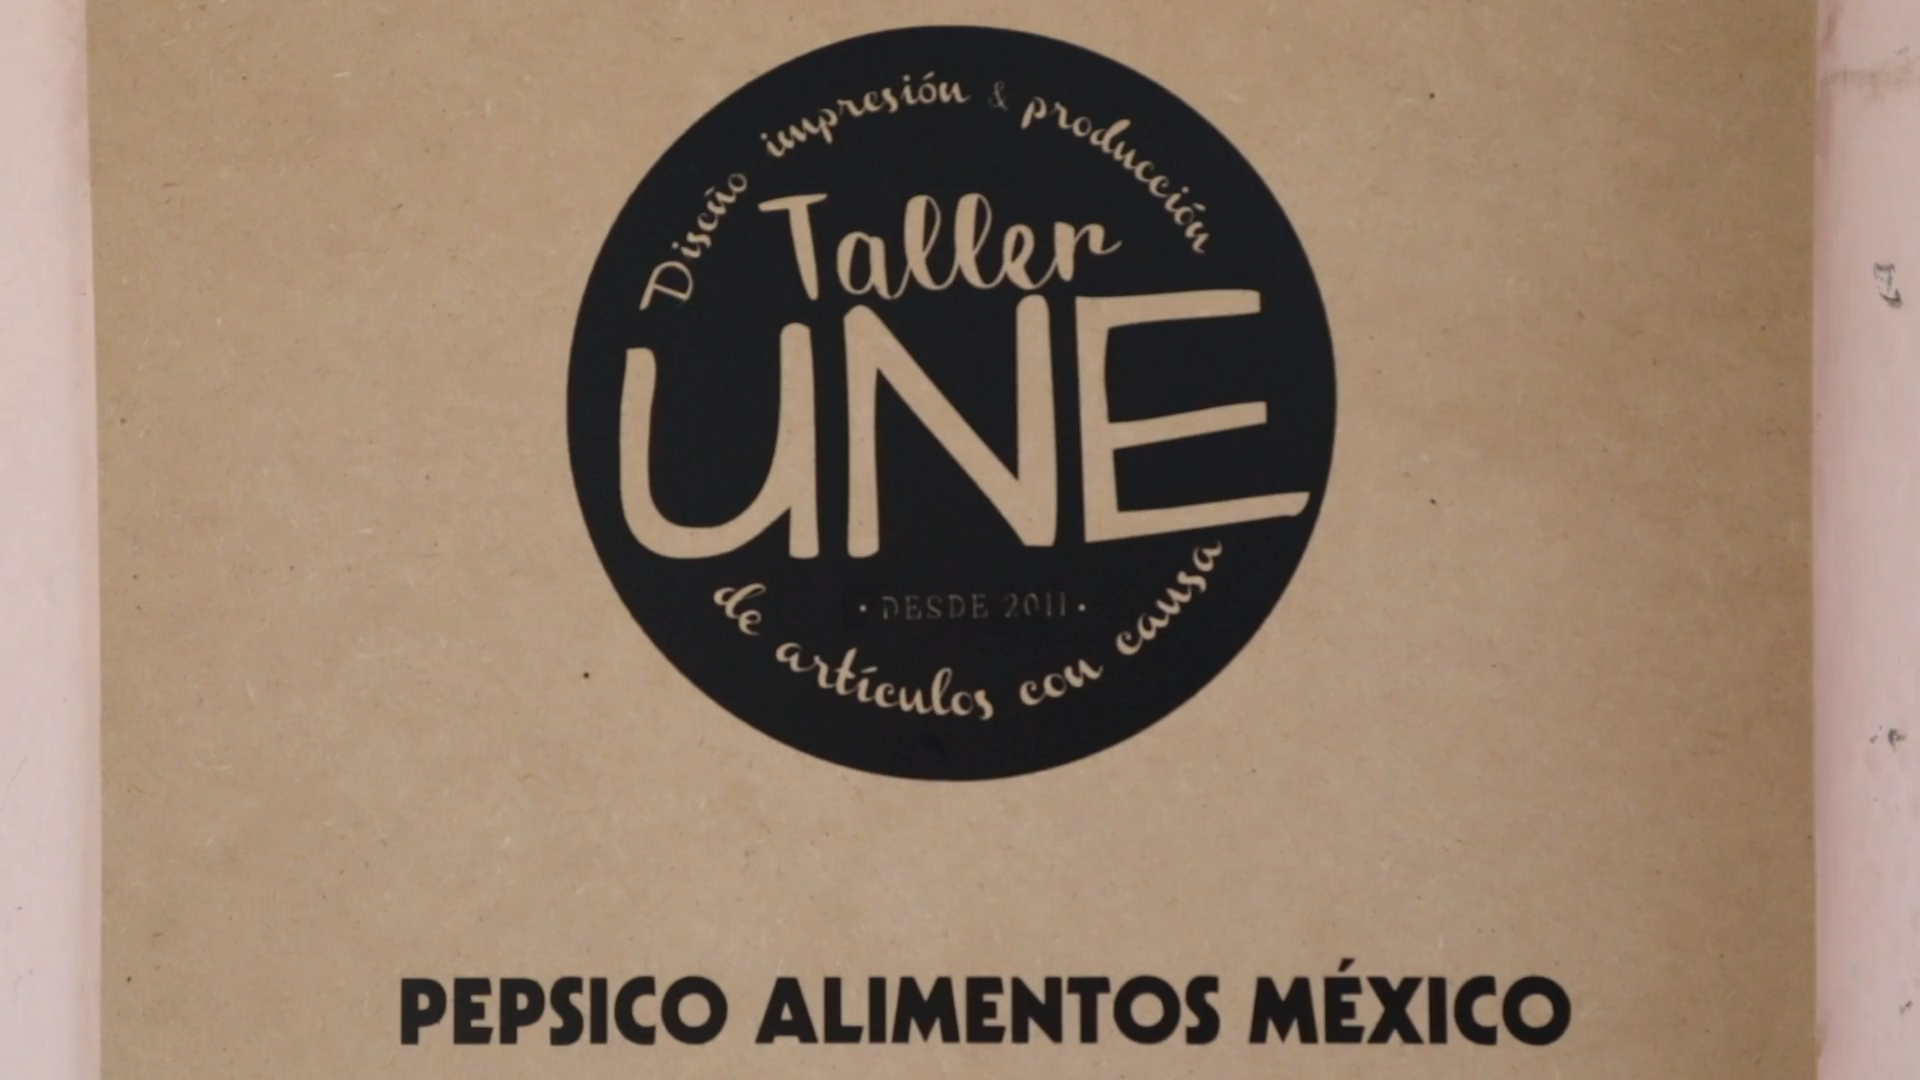 Diseño impresión & producción
Taller
UNE
· DESDE 2011 ·
de artículos con causa
PEPSICO ALIMENTOS MÉXICO